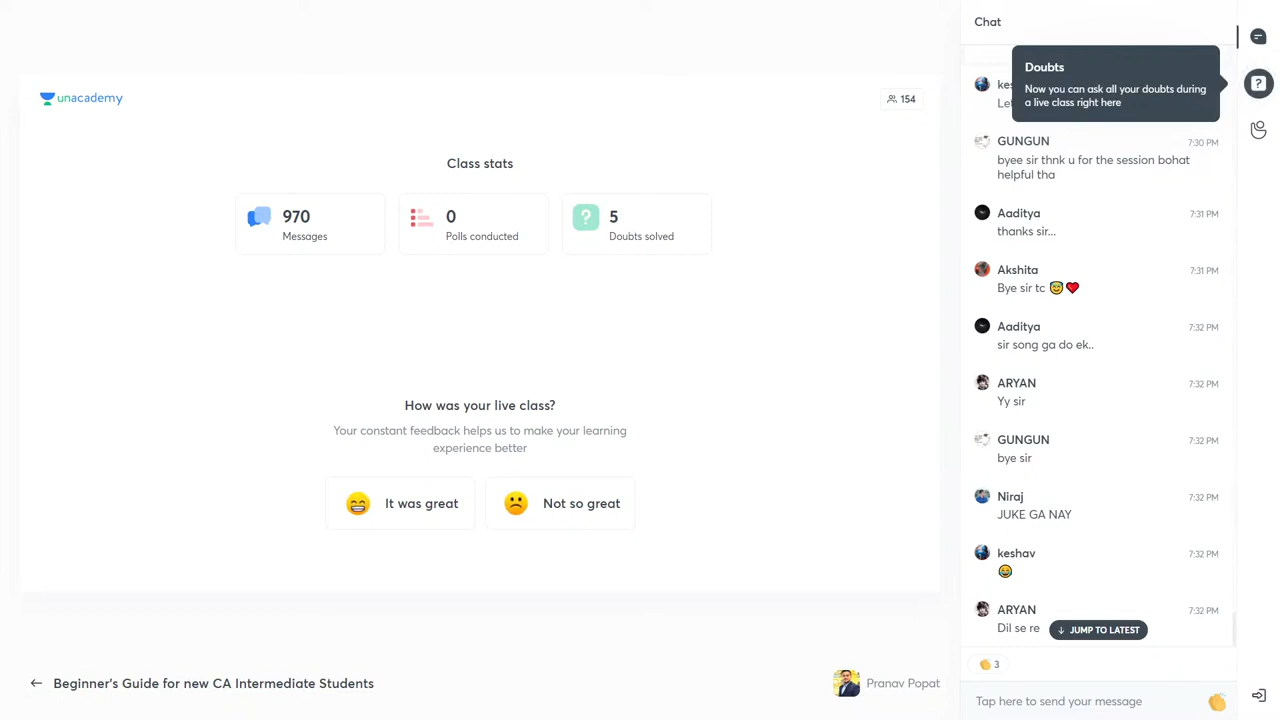 unacademy
154
Class stats
970
Messages
0
Polls conducted
5
Doubts solved
How was your live class?
Your constant feedback helps us to make your learning
experience better
It was great
Not so great
Beginner's Guide for new CA Intermediate Students
Pranav Popat
Chat
Doubts
Now you can ask all your doubts during
a live class right here
GUNGUN 7:30 PM
byee sir thnk u for the session bohat
helpful tha
Aaditya 7:31 PM
thanks sir...
Akshita 7:31 PM
Bye sir tc 😇❤️
Aaditya 7:32 PM
sir song ga do ek..
ARYAN 7:32 PM
Yy sir
GUNGUN 7:32 PM
bye sir
Niraj 7:32 PM
JUKE GA NAY
keshav 7:32 PM
😂
ARYAN 7:32 PM
Dil se re
JUMP TO LATEST
👏 3
Tap here to send your message